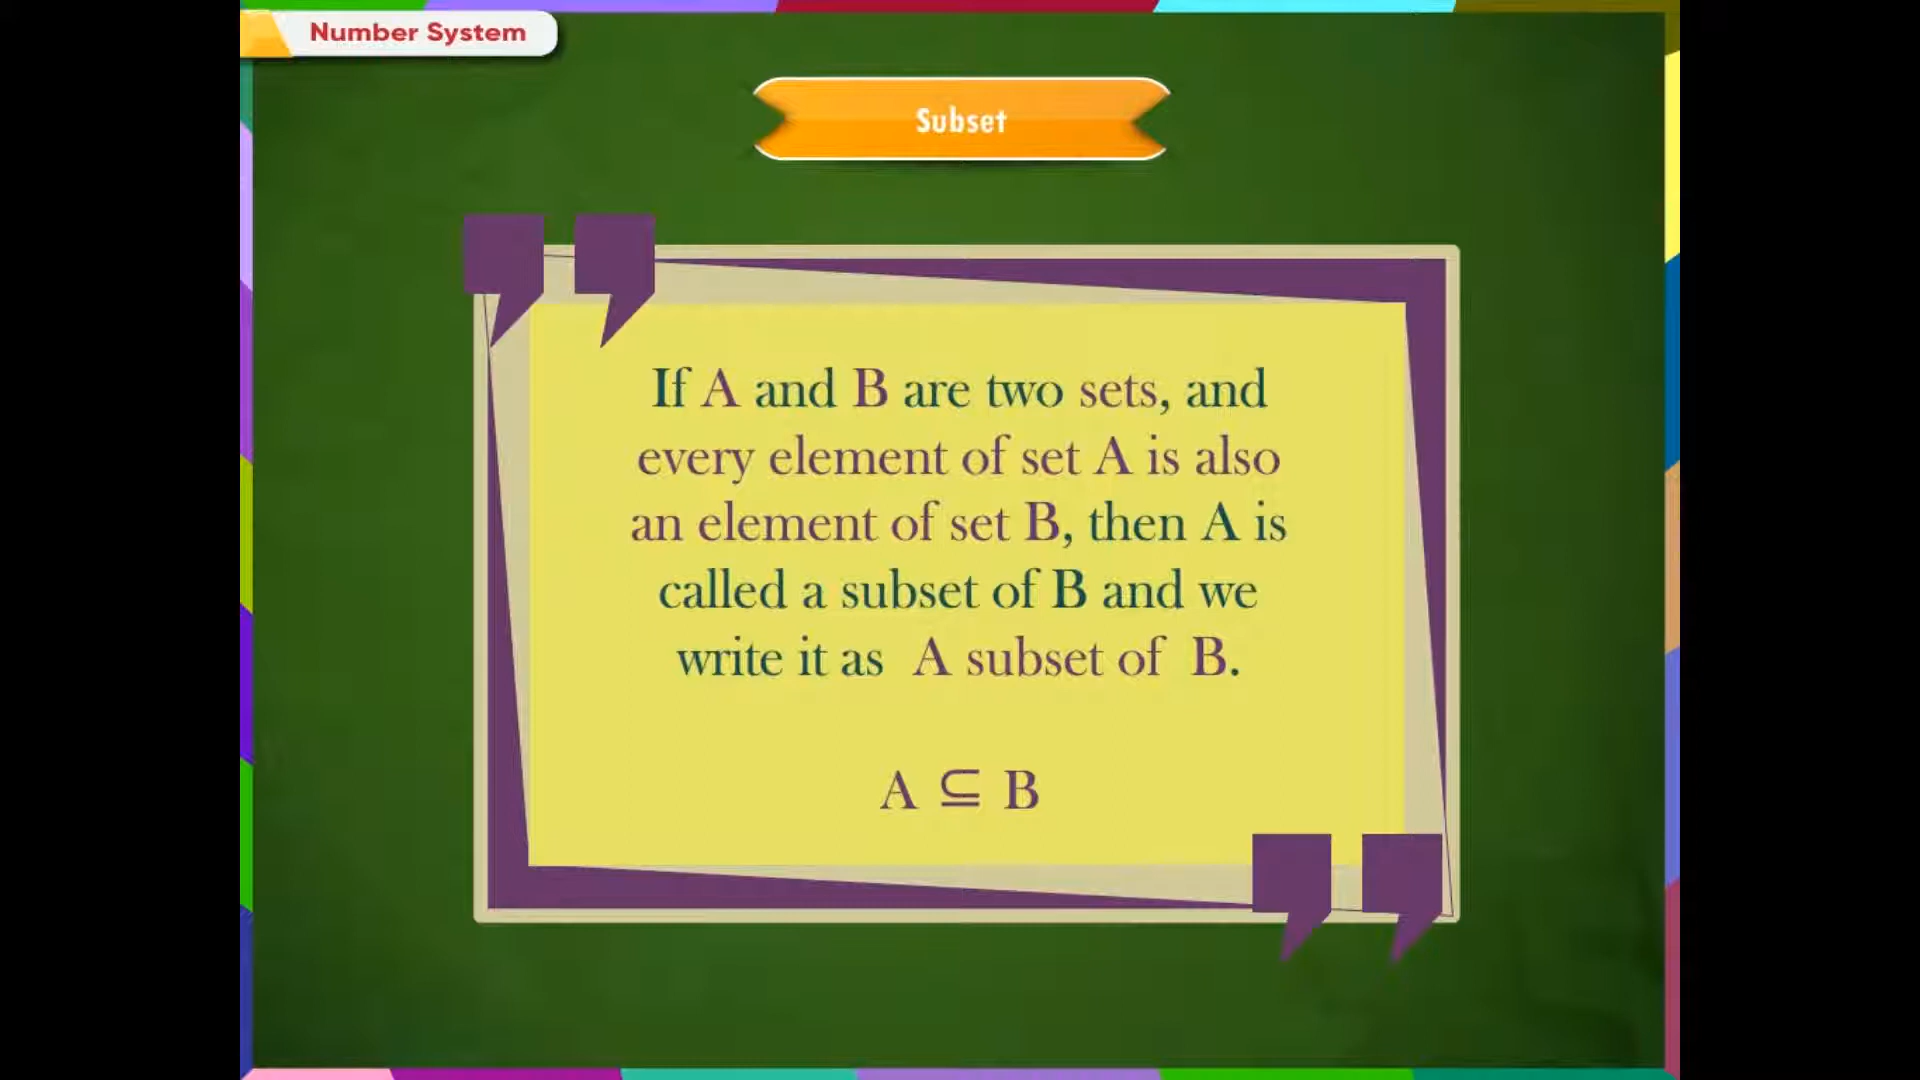 Number System
Subset
If A and B are two sets, and
every element of set A is also
an element of set B, then A is
called a subset of B and we
write it as A subset of B.
A ⊆ B